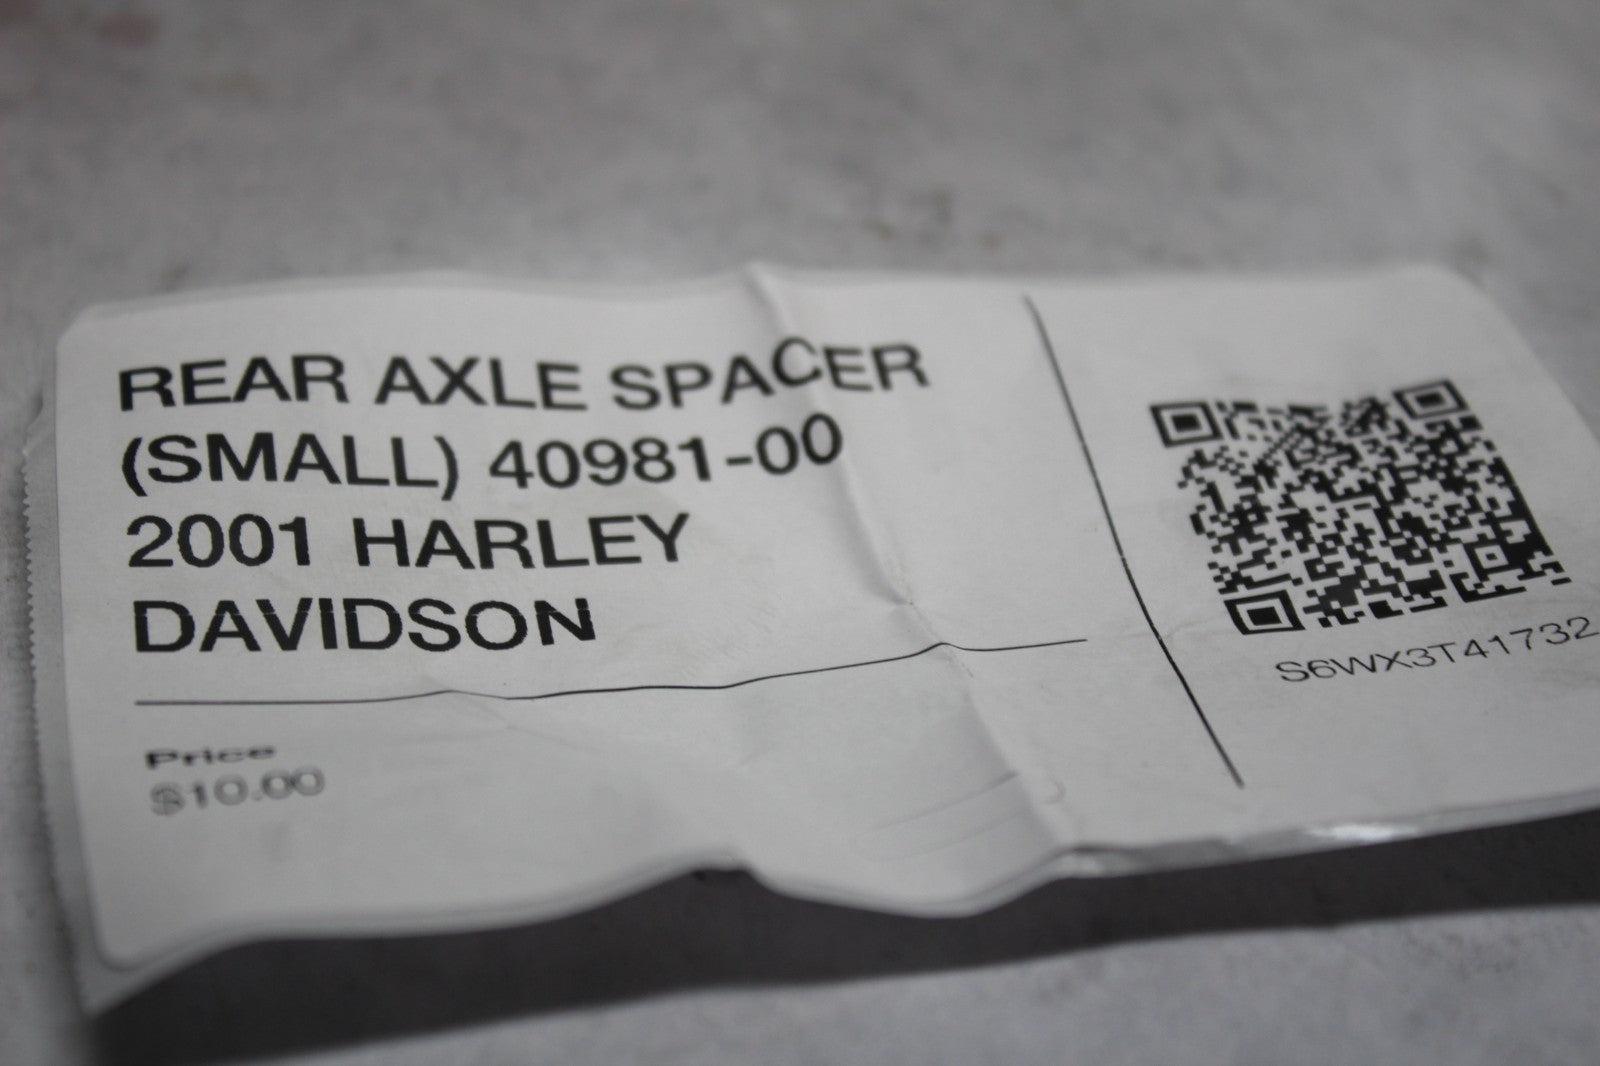 REAR AXLE SPACER
(SMALL) 40981-00
2001 HARLEY
DAVIDSON
Price
$10.00
S6WX3T41732